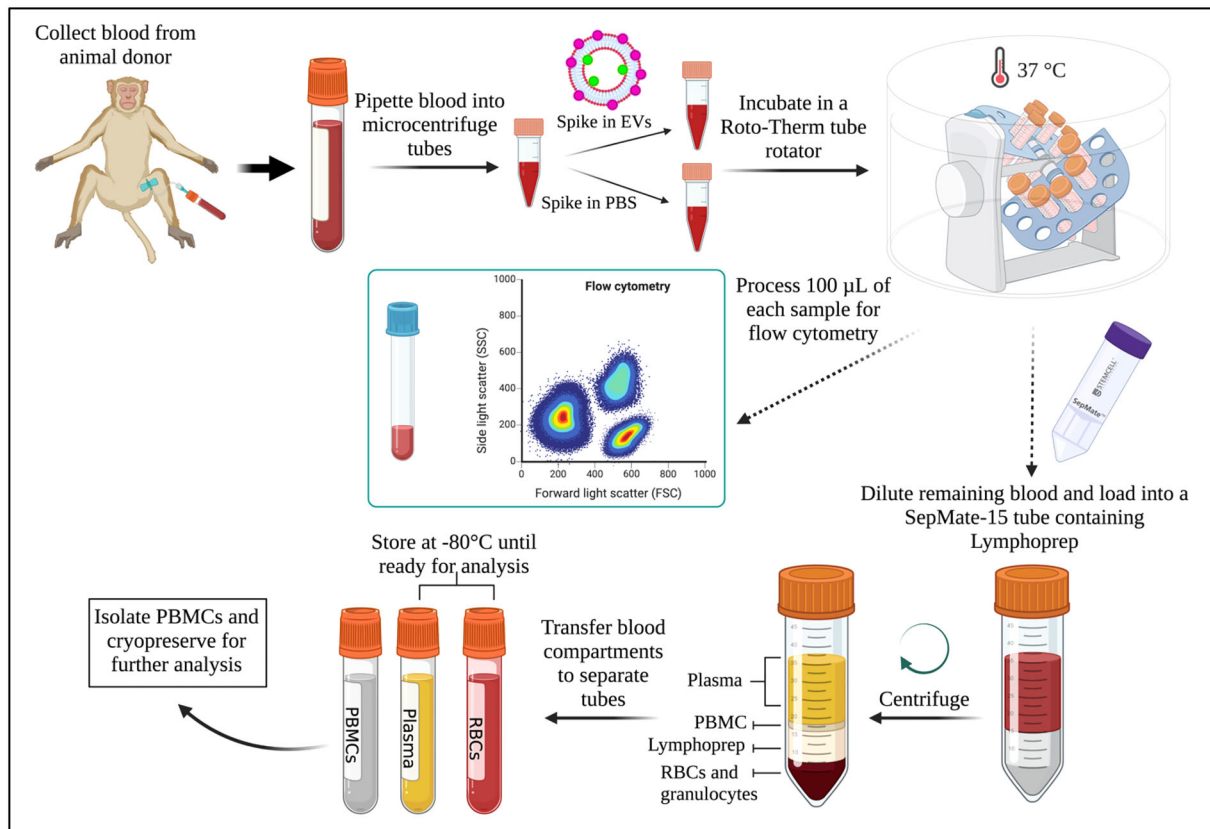 Collect blood from
animal donor
Pipette blood into
microcentrifuge
tubes
Spike in EVs
Spike in PBS
Incubate in a
Roto-Therm tube
rotator
37 °C
Process 100 µL of
each sample for
flow cytometry
Flow cytometry
Side light scatter (SSC)
1000
800
600
400
200
0
0 200 400 600 800 1000
Forward light scatter (FSC)
STEMCELL
SepMate™
Dilute remaining blood and load into a
SepMate-15 tube containing
Lymphoprep
Centrifuge
Plasma
PBMC
Lymphoprep
RBCs and
granulocytes
Transfer blood
compartments
to separate
tubes
Store at -80°C until
ready for analysis
PBMCs
Plasma
RBCs
Isolate PBMCs and
cryopreserve for
further analysis